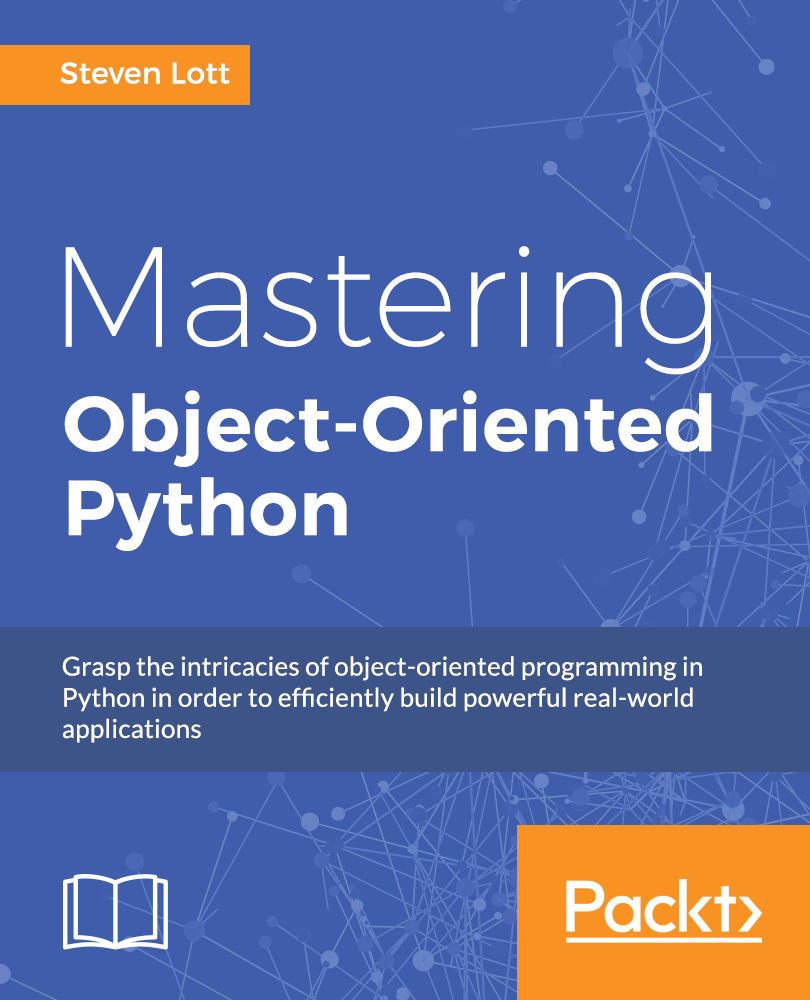 Steven Lott
Mastering
Object-Oriented
Python
Grasp the intricacies of object-oriented programming in
Python in order to efficiently build powerful real-world
applications
Packt>